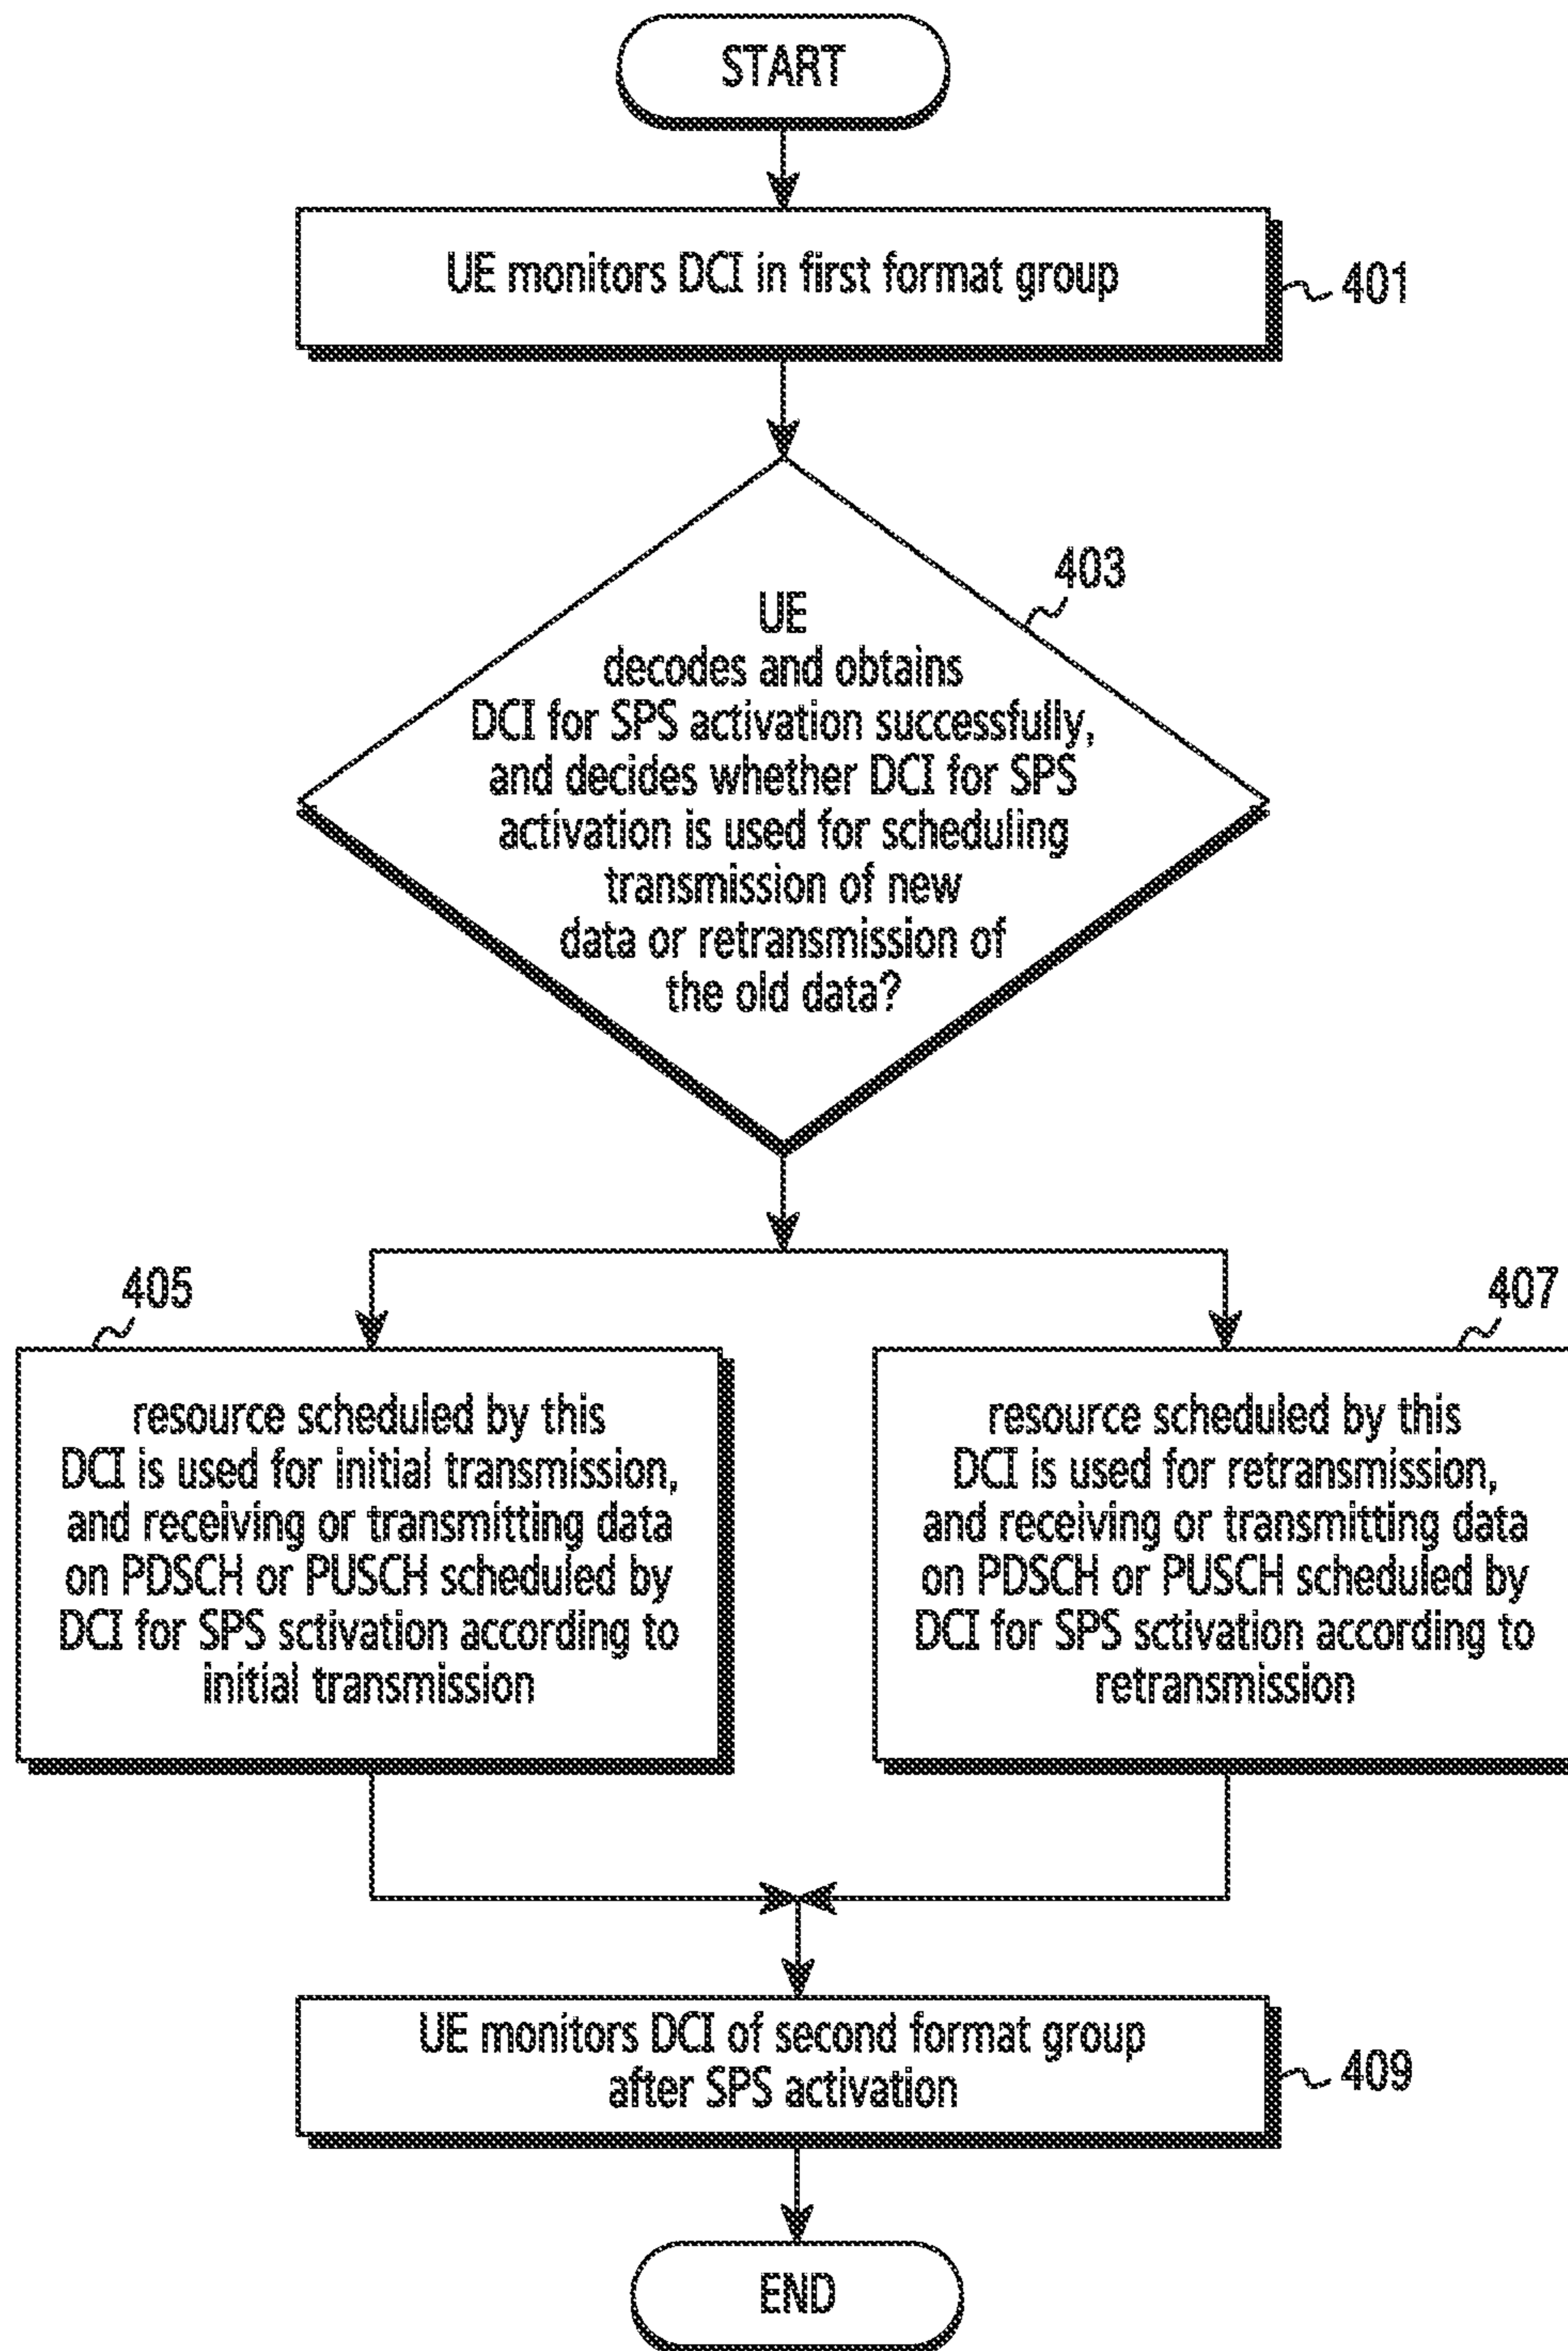 START
UE monitors DCI in first format group
401
403
UE
decodes and obtains
DCI for SPS activation successfully,
and decides whether DCI for SPS
activation is used for scheduling
transmission of new
data or retransmission of
the old data?
405
resource scheduled by this
DCI is used for initial transmission,
and receiving or transmitting data
on PDSCH or PUSCH scheduled by
DCI for SPS sctivation according to
initial transmission
407
resource scheduled by this
DCI is used for retransmission,
and receiving or transmitting data
on PDSCH or PUSCH scheduled by
DCI for SPS sctivation according to
retransmission
UE monitors DCI of second format group
after SPS activation
409
END